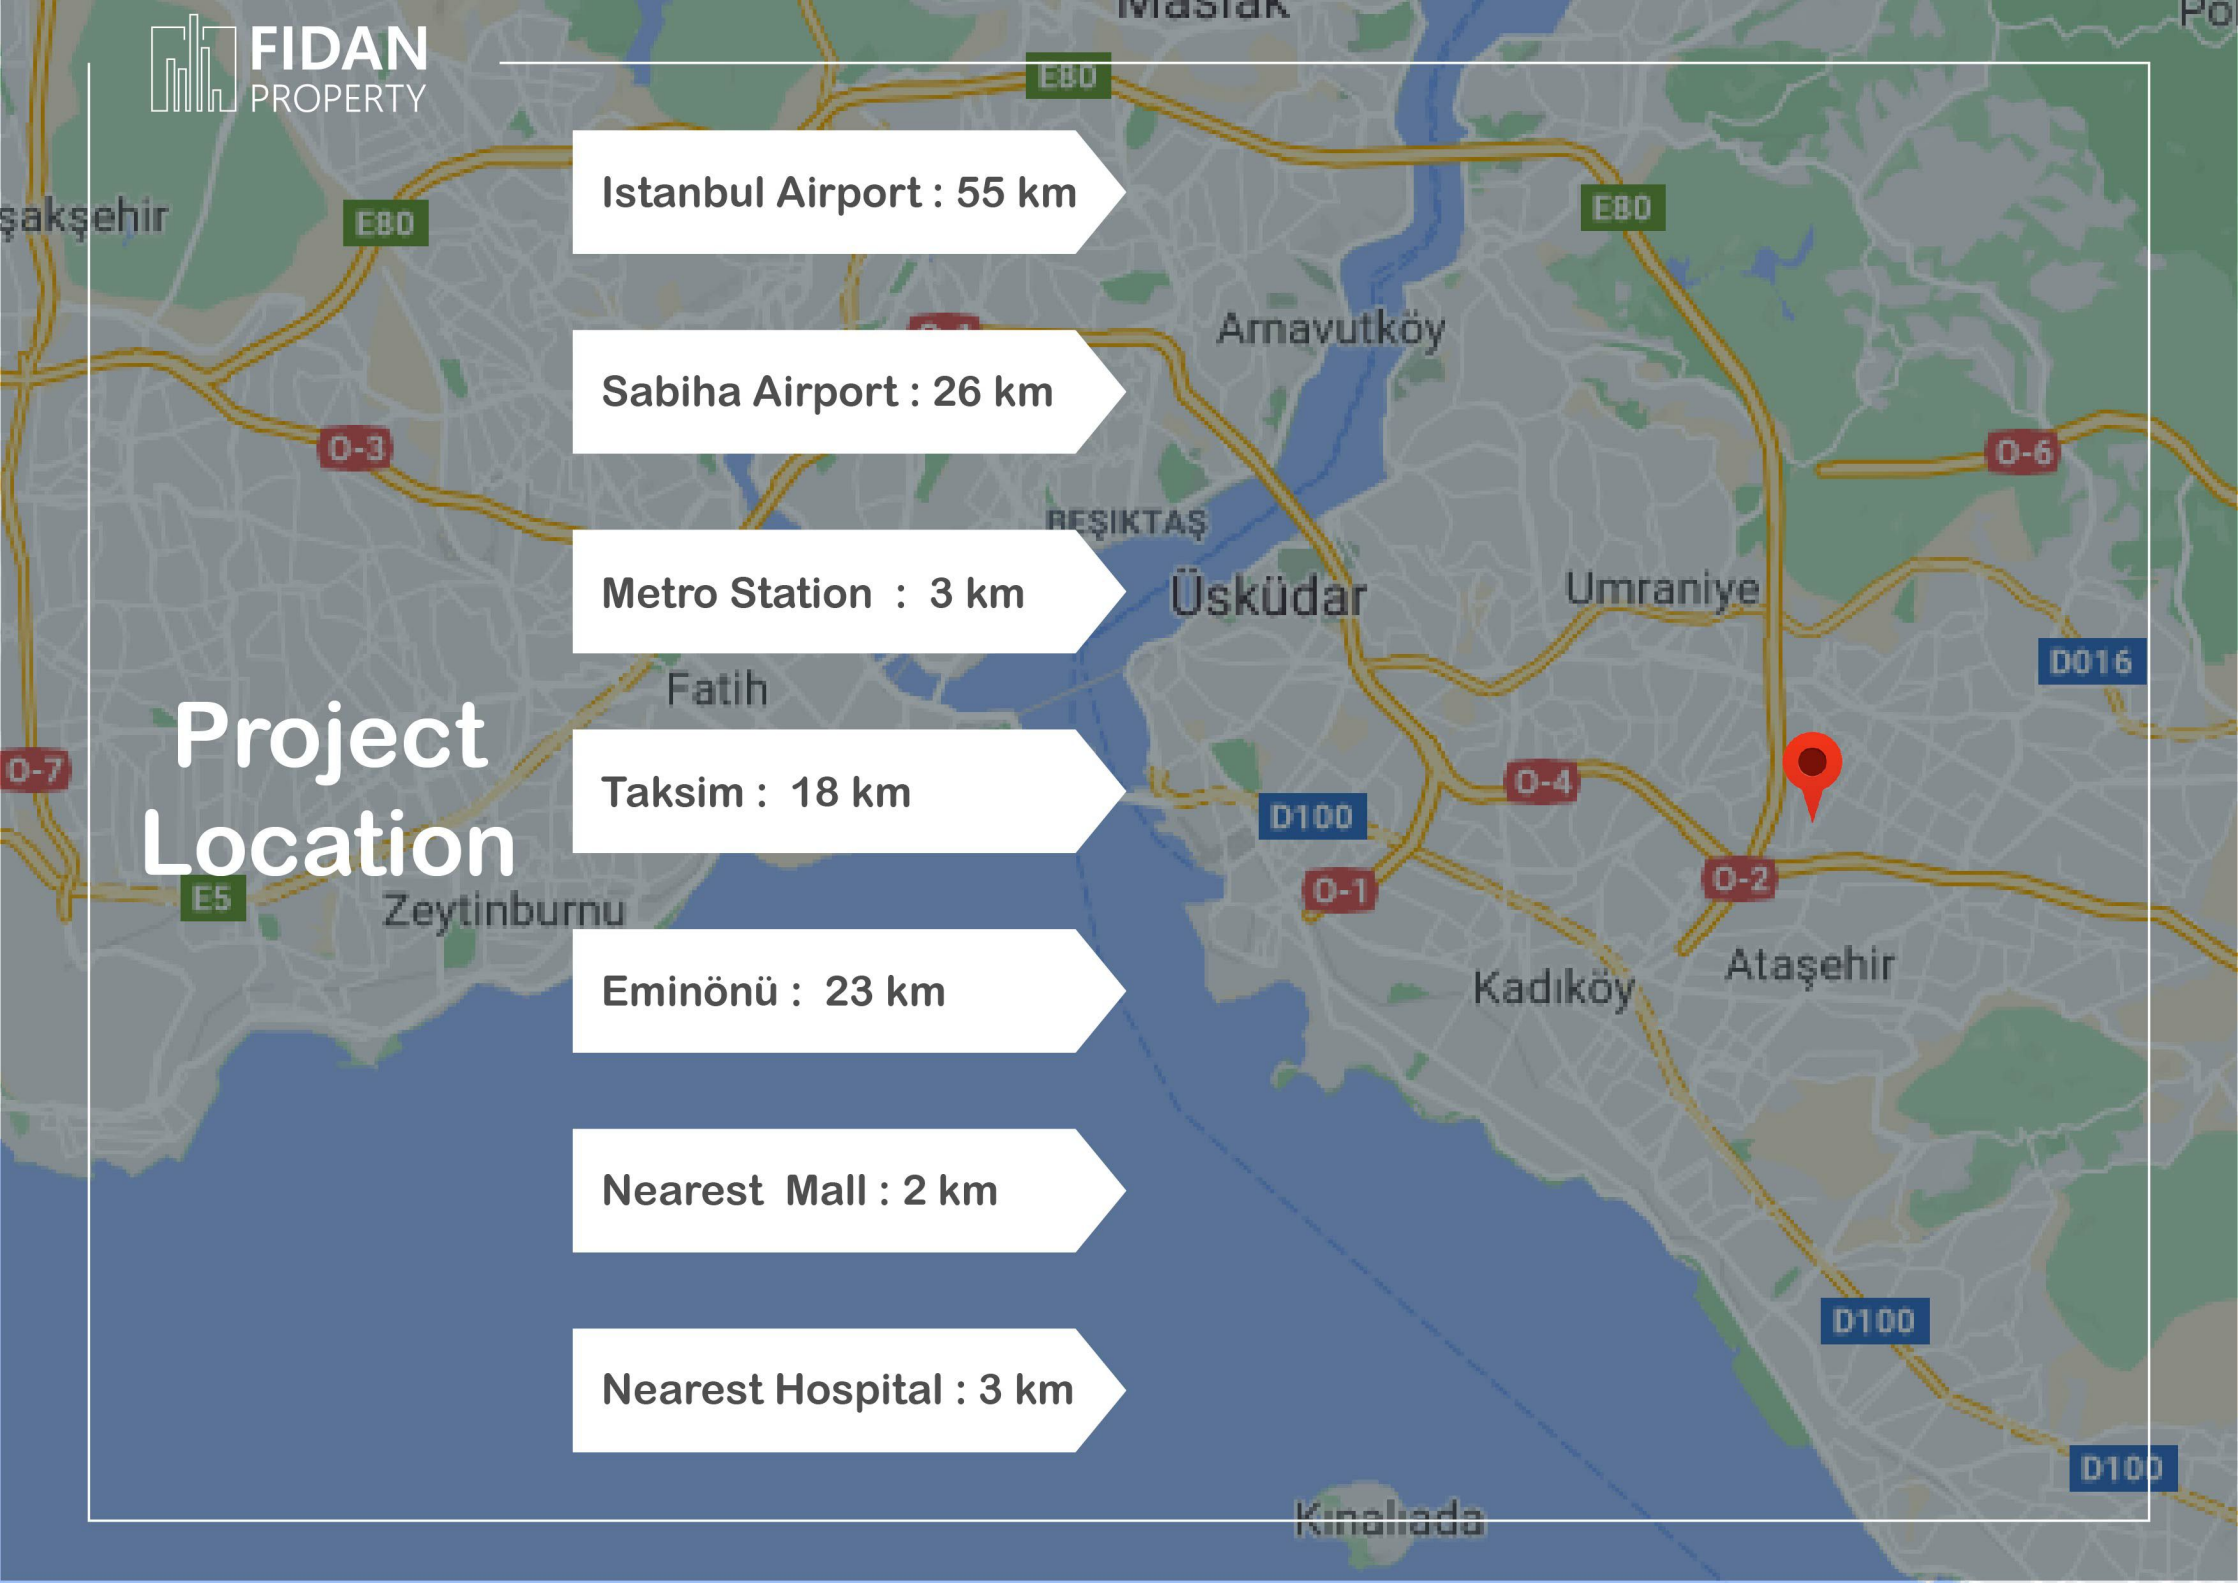 FIDAN
PROPERTY
Project
Location
Istanbul Airport : 55 km
Sabiha Airport : 26 km
Metro Station : 3 km
Taksim : 18 km
Eminönü : 23 km
Nearest Mall : 2 km
Nearest Hospital : 3 km
Maslak
E80
E80
E80
şakşehir
Arnavutköy
O-3
O-6
BEŞIKTAŞ
Üsküdar
Umraniye
D016
Fatih
O-7
O-4
D100
O-1
O-2
E5
Zeytinburnu
Kadıköy
Ataşehir
D100
D100
Kınalıada